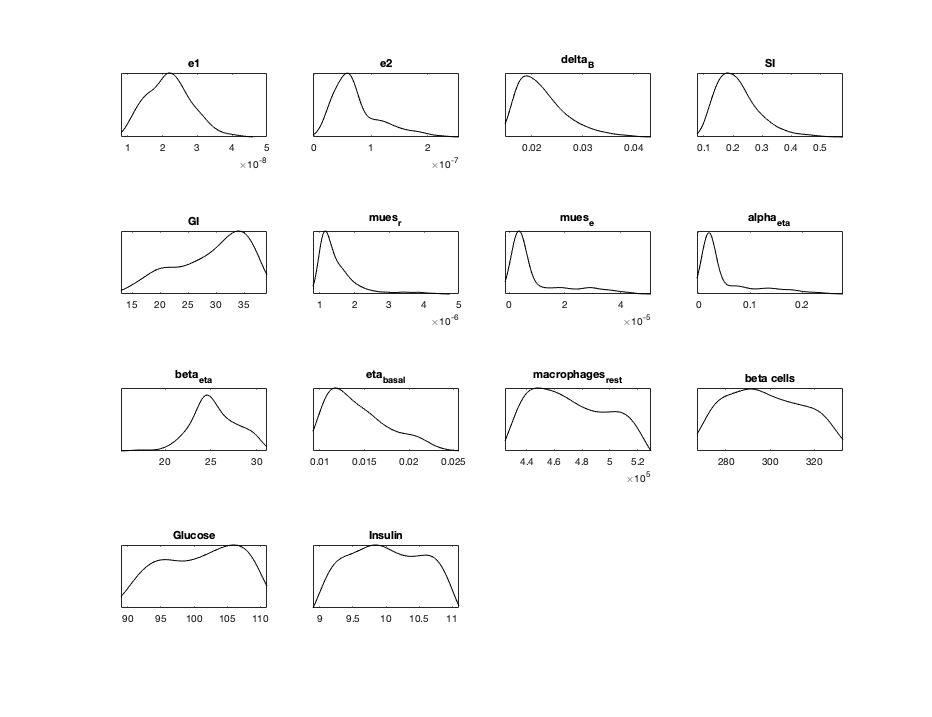 e1 e2 delta_B SI
1 2 3 4 5 0 1 2 0.02 0.03 0.04 0.1 0.2 0.3 0.4 0.5
×10^-8 ×10^-7
GI mues_r mues_e alpha_eta
15 20 25 30 35 1 2 3 4 5 0 2 4 0 0.1 0.2
×10^-6 ×10^-5
beta_eta eta_basal macrophages_rest beta cells
20 25 30 0.01 0.015 0.02 0.025 4.4 4.6 4.8 5 5.2 280 300 320
×10^5
Glucose Insulin
90 95 100 105 110 9 9.5 10 10.5 11